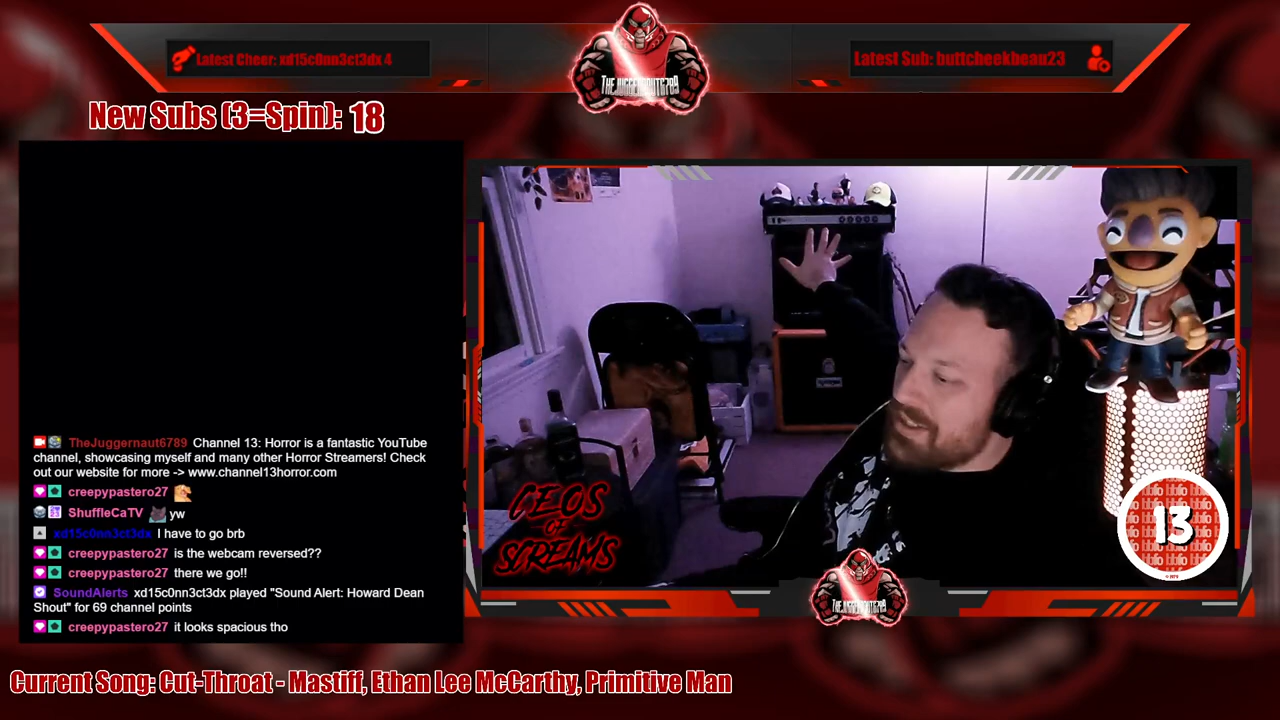 Latest Cheer: xd15c0nn3ct3dx 4
THEJUGGERNAUT6789
Latest Sub: buttcheekbeau23
New Subs (3=Spin): 18
TheJuggernaut6789 Channel 13: Horror is a fantastic YouTube
channel, showcasing myself and many other Horror Streamers! Check
out our website for more -> www.channel13horror.com
creepypastero27
ShuffleCaTV yw
xd15c0nn3ct3dx I have to go brb
creepypastero27 is the webcam reversed??
creepypastero27 there we go!!
SoundAlerts xd15c0nn3ct3dx played "Sound Alert: Howard Dean
Shout" for 69 channel points
creepypastero27 it looks spacious tho
CEOS
OF
SCREAMS
13
THEJUGGERNAUT6789
Current Song: Cut-Throat - Mastiff, Ethan Lee McCarthy, Primitive Man